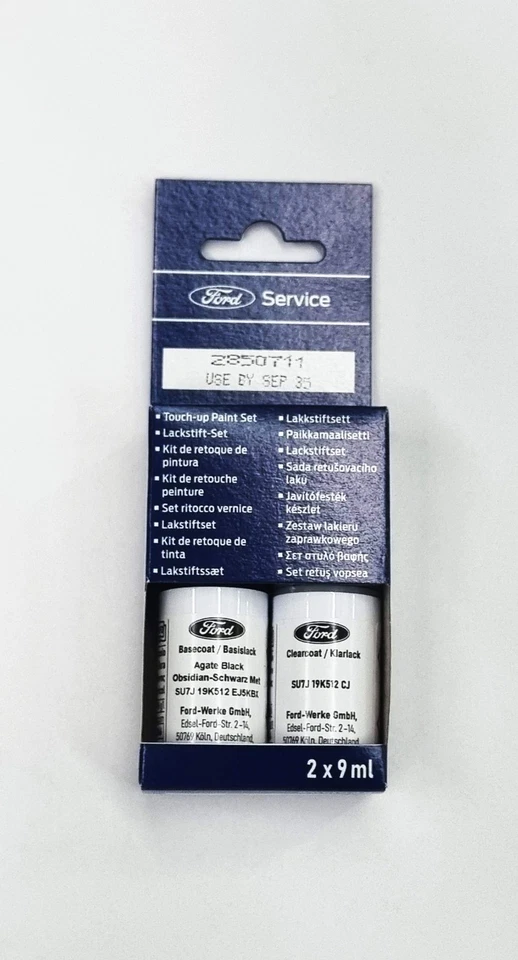 Ford Service
2850711
USE BY SEP 35
▪ Touch-up Paint Set
▪ Lackstift-Set
▪ Kit de retoque de
pintura
▪ Kit de retouche
peinture
▪ Set ritocco vernice
▪ Lakstiftset
▪ Kit de retoque de
tinta
▪ Lakstiftssæt
▪ Lakkstiftsett
▪ Paikkamaalisetti
▪ Lackstiftset
▪ Sada retušovacího
laku
▪ Javítófesték
készlet
▪ Zestaw lakieru
zaprawkowego
▪ Σετ στυλό βαφής
▪ Set retuș vopsea
Ford
Basecoat / Basislack
Agate Black
Obsidian-Schwarz Met
SU7J 19K512 EJ5KBX
Ford-Werke GmbH,
Edsel-Ford-Str. 2-14,
50769 Köln, Deutschland,
Ford
Clearcoat / Klarlack
SU7J 19K512 CJ
Ford-Werke GmbH,
Edsel-Ford-Str. 2-14,
50769 Köln, Deutschland,
2 x 9 ml